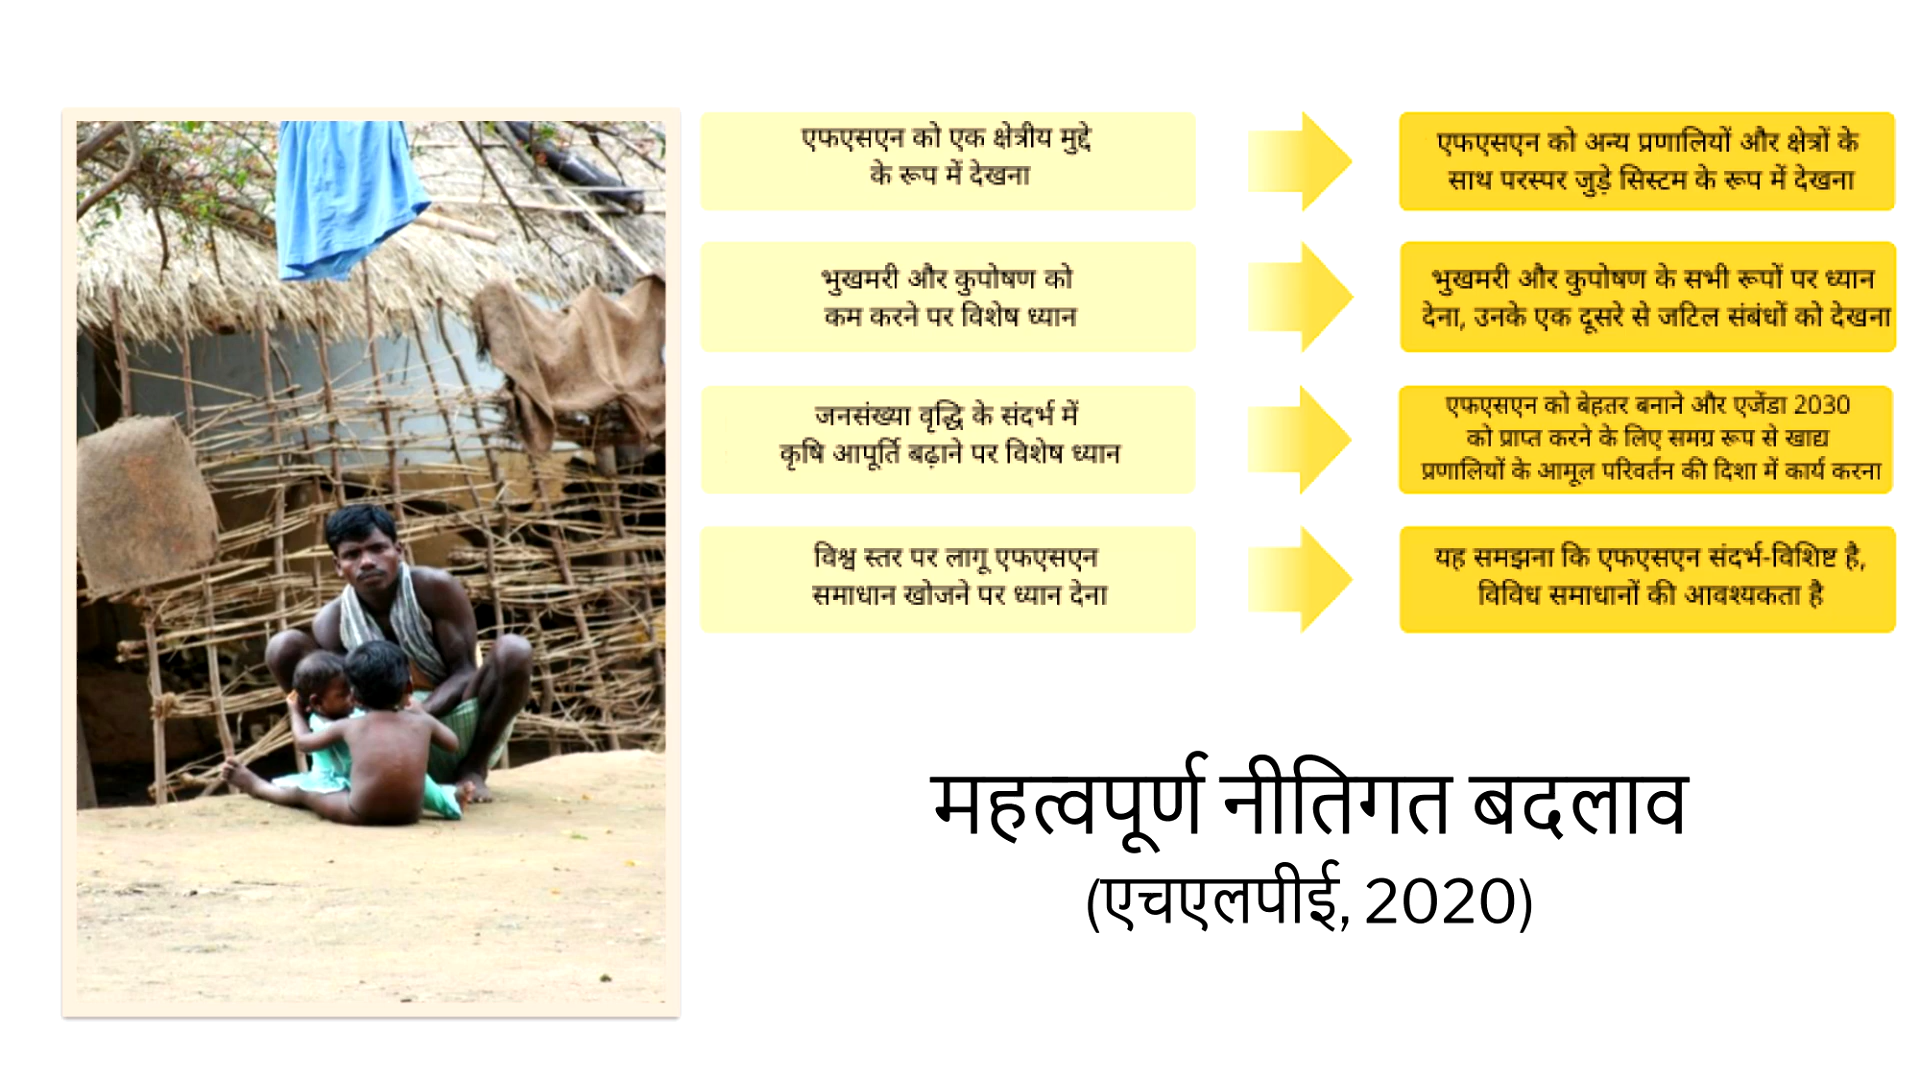 एफएसएन को एक क्षेत्रीय मुद्दे
के रूप में देखना
एफएसएन को अन्य प्रणालियों और क्षेत्रों के
साथ परस्पर जुड़े सिस्टम के रूप में देखना
भुखमरी और कुपोषण को
कम करने पर विशेष ध्यान
भुखमरी और कुपोषण के सभी रूपों पर ध्यान
देना, उनके एक दूसरे से जटिल संबंधों को देखना
जनसंख्या वृद्धि के संदर्भ में
कृषि आपूर्ति बढ़ाने पर विशेष ध्यान
एफएसएन को बेहतर बनाने और एजेंडा 2030
को प्राप्त करने के लिए समग्र रूप से खाद्य
प्रणालियों के आमूल परिवर्तन की दिशा में कार्य करना
विश्व स्तर पर लागू एफएसएन
समाधान खोजने पर ध्यान देना
यह समझना कि एफएसएन संदर्भ-विशिष्ट है,
विविध समाधानों की आवश्यकता है
महत्वपूर्ण नीतिगत बदलाव
(एचएलपीई, 2020)